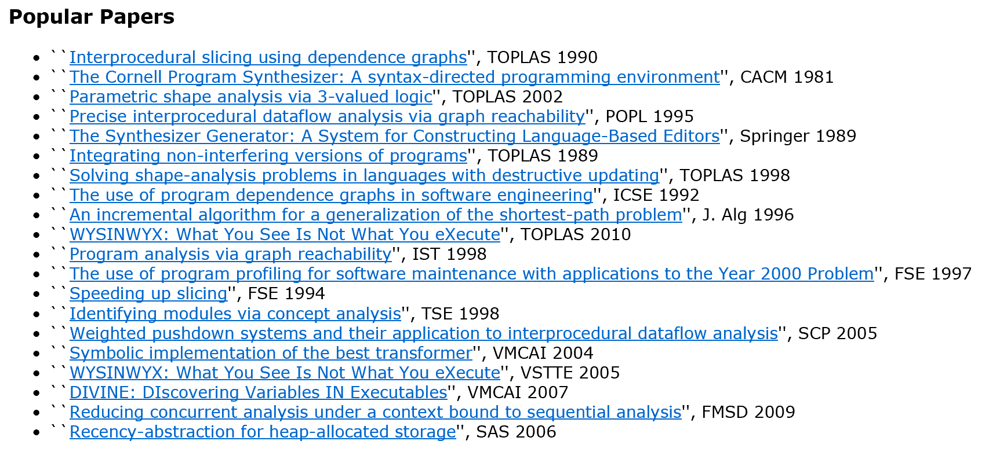 Popular Papers
• ``Interprocedural slicing using dependence graphs'', TOPLAS 1990
• ``The Cornell Program Synthesizer: A syntax-directed programming environment'', CACM 1981
• ``Parametric shape analysis via 3-valued logic'', TOPLAS 2002
• ``Precise interprocedural dataflow analysis via graph reachability'', POPL 1995
• ``The Synthesizer Generator: A System for Constructing Language-Based Editors'', Springer 1989
• ``Integrating non-interfering versions of programs'', TOPLAS 1989
• ``Solving shape-analysis problems in languages with destructive updating'', TOPLAS 1998
• ``The use of program dependence graphs in software engineering'', ICSE 1992
• ``An incremental algorithm for a generalization of the shortest-path problem'', J. Alg 1996
• ``WYSINWYX: What You See Is Not What You eXecute'', TOPLAS 2010
• ``Program analysis via graph reachability'', IST 1998
• ``The use of program profiling for software maintenance with applications to the Year 2000 Problem'', FSE 1997
• ``Speeding up slicing'', FSE 1994
• ``Identifying modules via concept analysis'', TSE 1998
• ``Weighted pushdown systems and their application to interprocedural dataflow analysis'', SCP 2005
• ``Symbolic implementation of the best transformer'', VMCAI 2004
• ``WYSINWYX: What You See Is Not What You eXecute'', VSTTE 2005
• ``DIVINE: DIscovering Variables IN Executables'', VMCAI 2007
• ``Reducing concurrent analysis under a context bound to sequential analysis'', FMSD 2009
• ``Recency-abstraction for heap-allocated storage'', SAS 2006